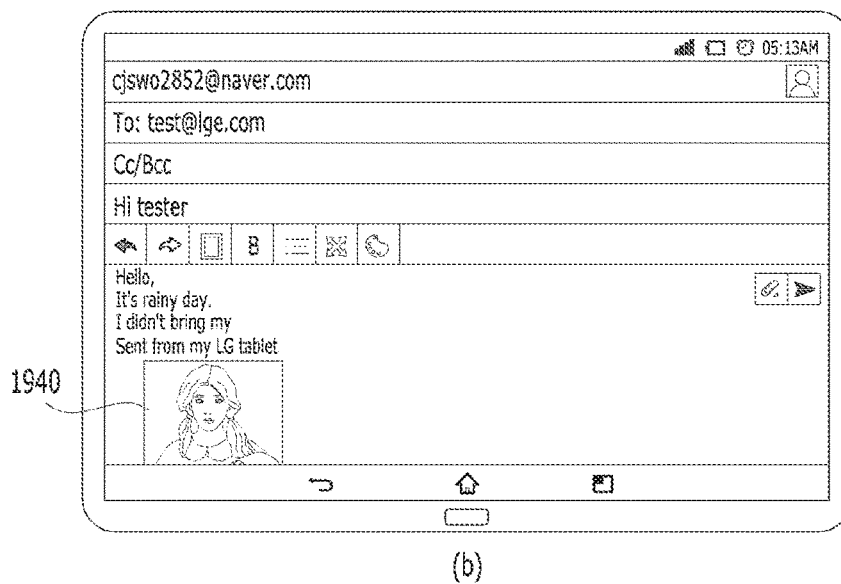 05:13AM
cjswo2852@naver.com
To: test@lge.com
Cc/Bcc
Hi tester
B
Hello,
It's rainy day.
I didn't bring my
Sent from my LG tablet
1940
(b)